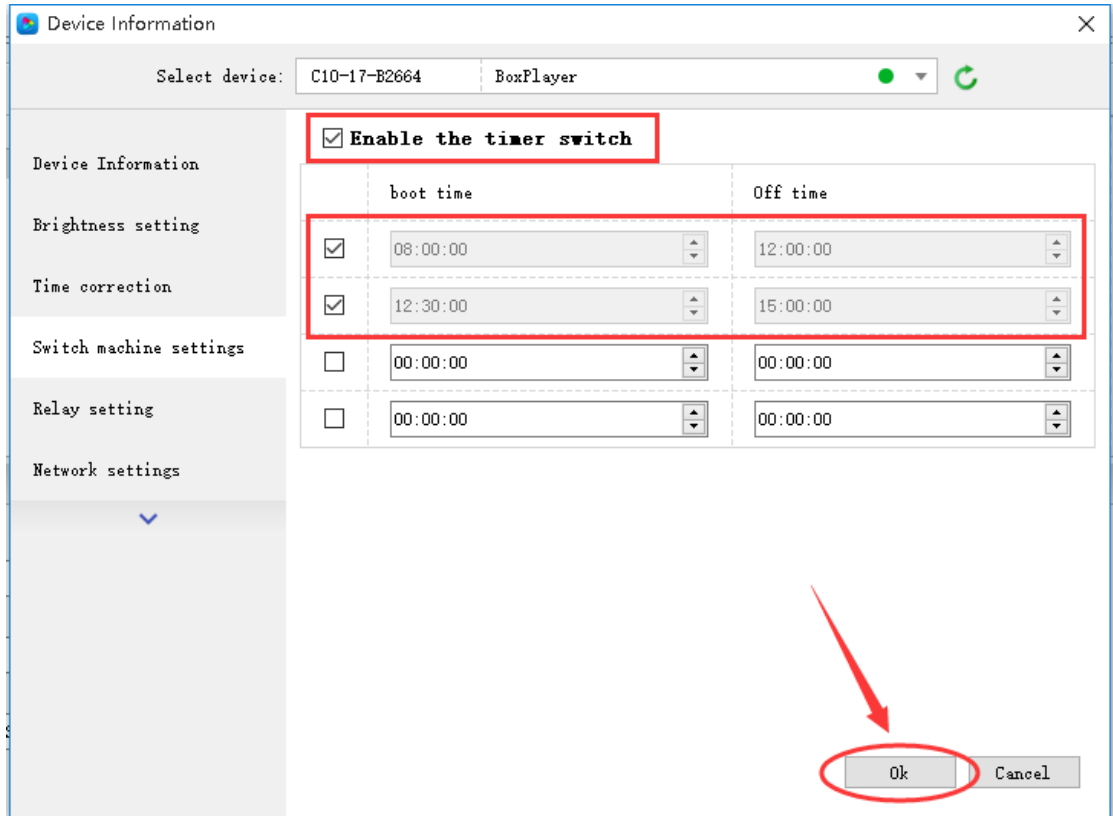 Device Information
Select device: C10-17-B2664 BoxPlayer
Enable the timer switch
Device Information
Brightness setting
Time correction
Switch machine settings
Relay setting
Network settings
boot time Off time
08:00:00 12:00:00
12:30:00 15:00:00
00:00:00 00:00:00
00:00:00 00:00:00
Ok Cancel